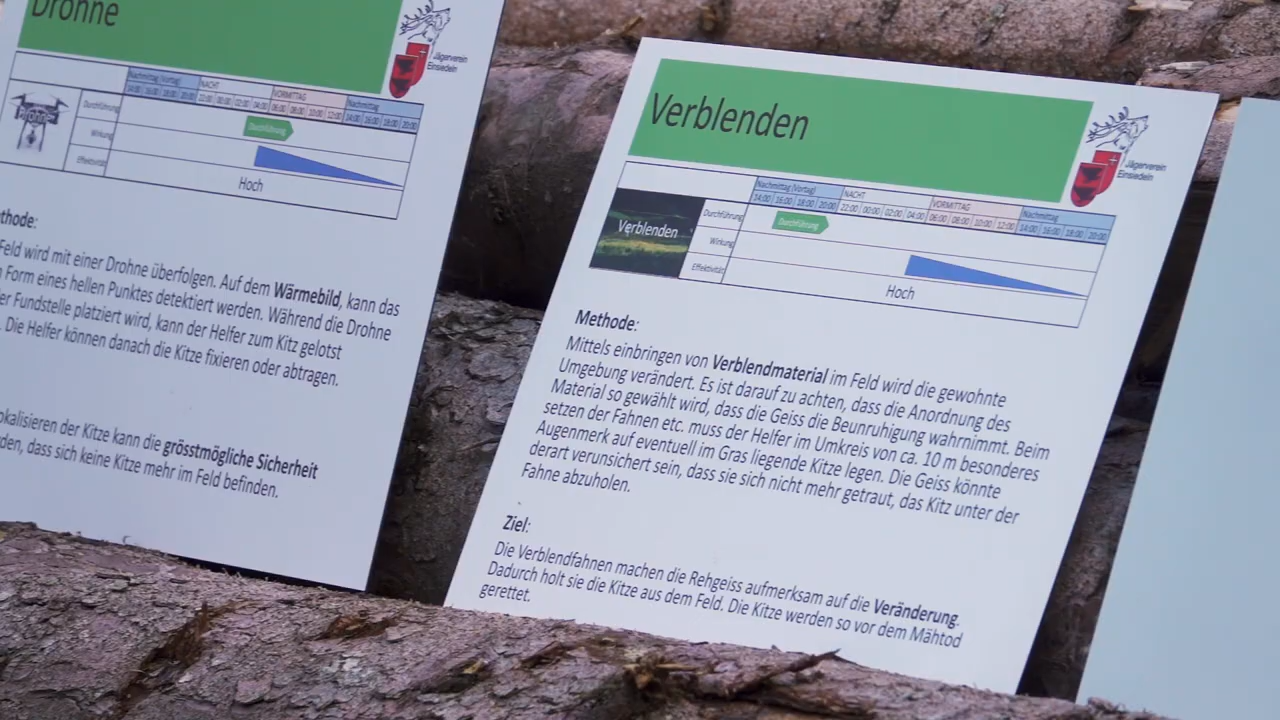 Drohne
Jägerverein
Einsiedeln
Nachmittag (Vortag) NACHT VORMITTAG Nachmittag
14:00 16:00 18:00 20:00 22:00 00:00 02:00 04:00 06:00 08:00 10:00 12:00 14:00 16:00 18:00 20:00
Drohne
Durchführung
Durchführung
Wirkung
Effektivität
Hoch
thode:
Feld wird mit einer Drohne überfolgen. Auf dem Wärmebild, kann das
Form eines hellen Punktes detektiert werden. Während die Drohne
er Fundstelle platziert wird, kann der Helfer zum Kitz gelotst
. Die Helfer können danach die Kitze fixieren oder abtragen.
okalisieren der Kitze kann die grösstmögliche Sicherheit
den, dass sich keine Kitze mehr im Feld befinden.
Verblenden
Jägerverein
Einsiedeln
Nachmittag (Vortag) NACHT VORMITTAG Nachmittag
14:00 16:00 18:00 20:00 22:00 00:00 02:00 04:00 06:00 08:00 10:00 12:00 14:00 16:00 18:00 20:00
Verblenden
Durchführung
Durchführung
Wirkung
Effektivität
Hoch
Methode:
Mittels einbringen von Verblendmaterial im Feld wird die gewohnte
Umgebung verändert. Es ist darauf zu achten, dass die Anordnung des
Material so gewählt wird, dass die Geiss die Beunruhigung wahrnimmt. Beim
setzen der Fahnen etc. muss der Helfer im Umkreis von ca. 10 m besonderes
Augenmerk auf eventuell im Gras liegende Kitze legen. Die Geiss könnte
derart verunsichert sein, dass sie sich nicht mehr getraut, das Kitz unter der
Fahne abzuholen.
Ziel:
Die Verblendfahnen machen die Rehgeiss aufmerksam auf die Veränderung.
Dadurch holt sie die Kitze aus dem Feld. Die Kitze werden so vor dem Mähtod
gerettet.